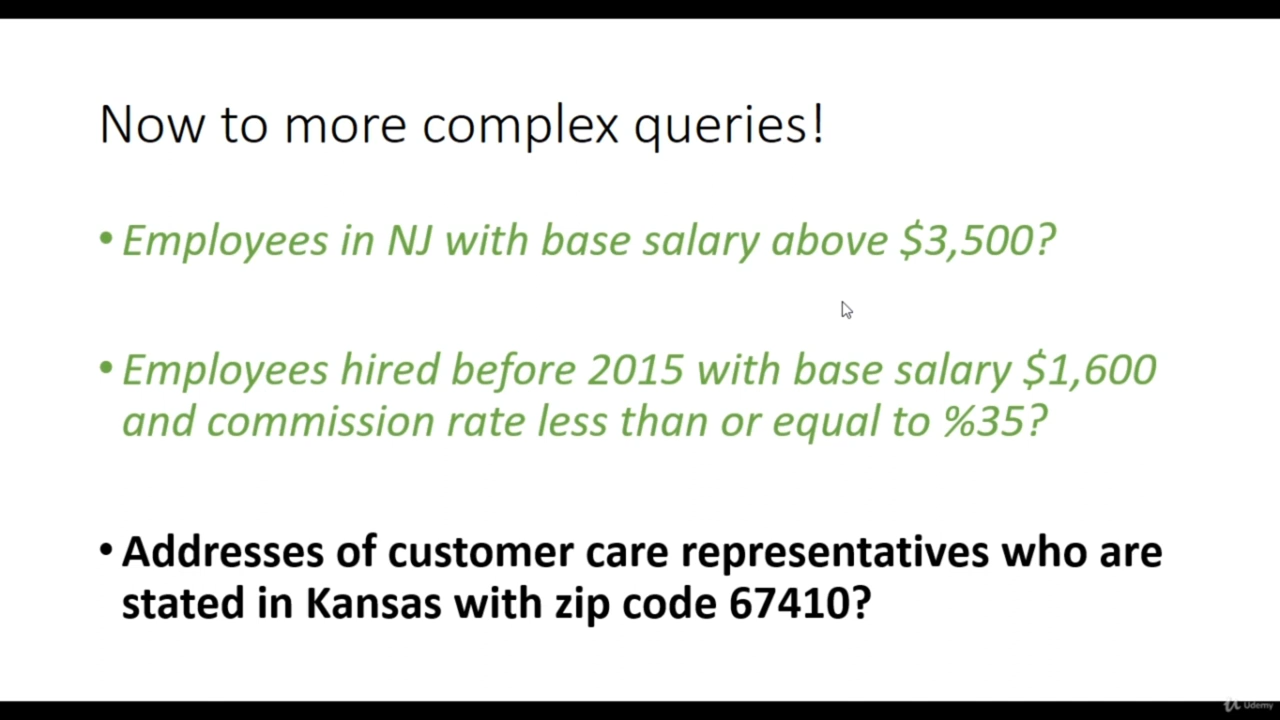 Now to more complex queries!
• Employees in NJ with base salary above $3,500?
• Employees hired before 2015 with base salary $1,600
and commission rate less than or equal to %35?
• Addresses of customer care representatives who are
stated in Kansas with zip code 67410?
Udemy